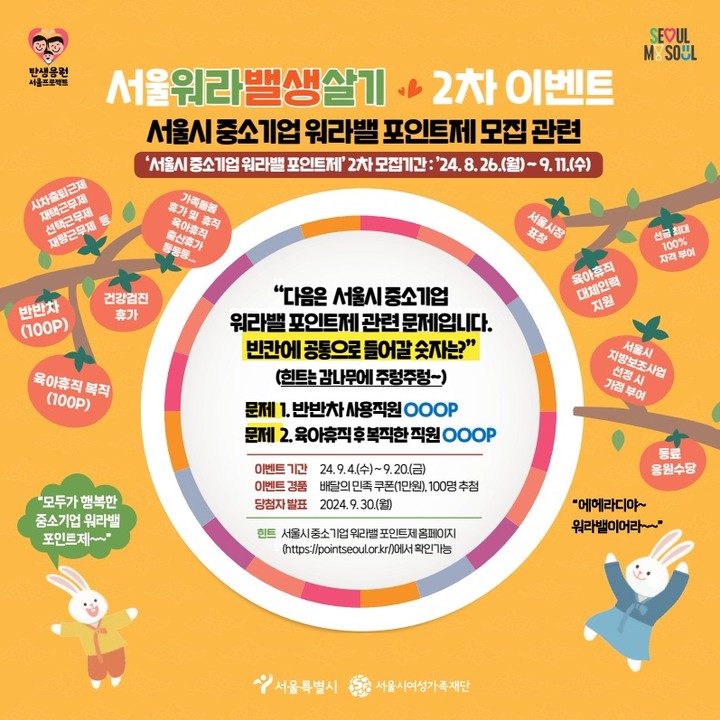 탄생응원
서울프로젝트
SEOUL
MY SOUL
서울워라밸생살기 2차 이벤트
서울시 중소기업 워라밸 포인트제 모집 관련
'서울시 중소기업 워라밸 포인트제' 2차 모집기간 : '24. 8. 26.(월) ~ 9. 11.(수)
시차출퇴근제
재택근무제
선택근무제
재량근무제 등
가족돌봄
휴가 및 휴직
육아휴직
출산휴가
등등등...
반반차
(100P)
건강검진
휴가
육아휴직 복직
(100P)
서울시장
표창
선금 최대
100%
자격 부여
육아휴직
대체인력
지원
서울시
지방보조사업
선정 시
가점 부여
동료
응원수당
"다음은 서울시 중소기업
워라밸 포인트제 관련 문제입니다.
빈칸에 공통으로 들어갈 숫자는?"
(힌트는 감나무에 주렁주렁~)
문제 1. 반반차 사용직원 OOOP
문제 2. 육아휴직 후 복직한 직원 OOOP
이벤트 기간 24. 9. 4.(수) ~ 9. 20.(금)
이벤트 경품 배달의 민족 쿠폰(1만원), 100명 추첨
당첨자 발표 2024. 9. 30.(월)
힌트 서울시 중소기업 워라밸 포인트제 홈페이지
(https://pointseoul.or.kr/)에서 확인가능
"모두가 행복한
중소기업 워라밸
포인트제~~"
"에헤라디야~
워라밸이어라~~"
서울특별시 서울시여성가족재단